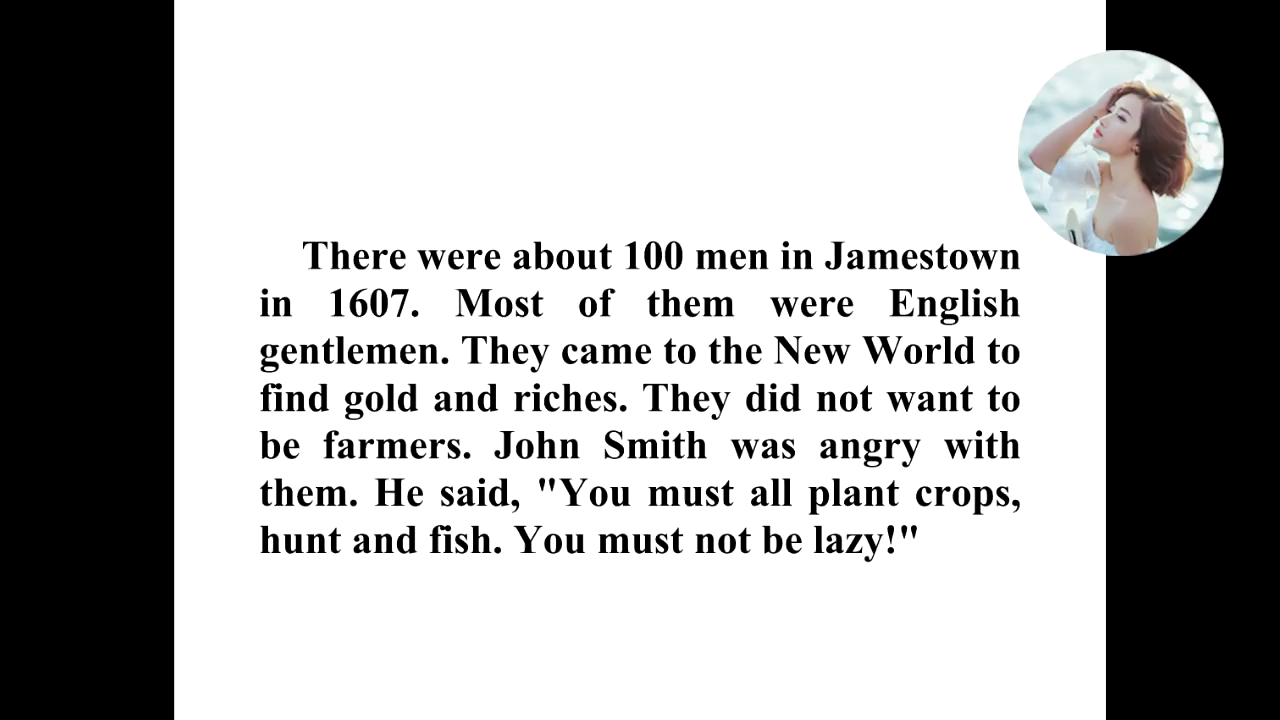 There were about 100 men in Jamestown
in 1607. Most of them were English
gentlemen. They came to the New World to
find gold and riches. They did not want to
be farmers. John Smith was angry with
them. He said, "You must all plant crops,
hunt and fish. You must not be lazy!"